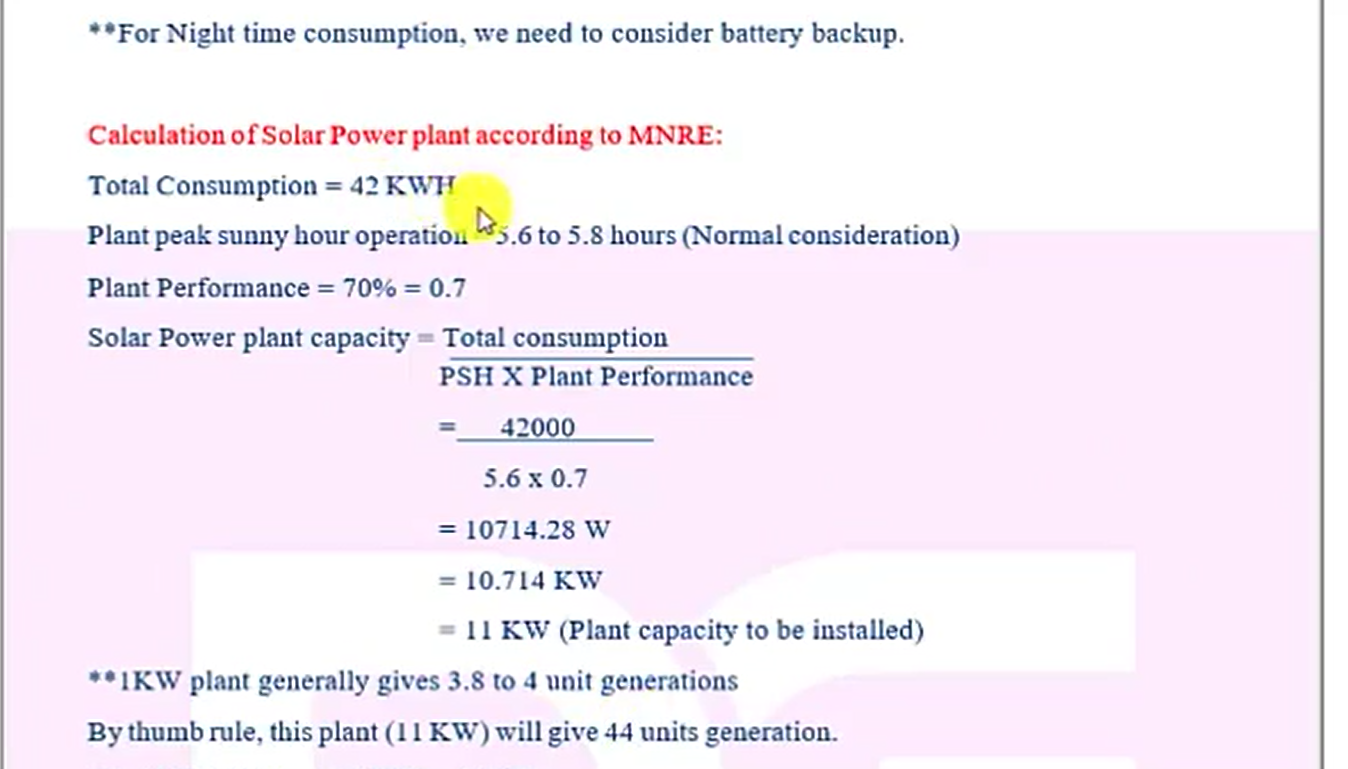 **For Night time consumption, we need to consider battery backup.
Calculation of Solar Power plant according to MNRE:
Total Consumption = 42 KWH
Plant peak sunny hour operation = 5.6 to 5.8 hours (Normal consideration)
Plant Performance = 70% = 0.7
Solar Power plant capacity = Total consumption
PSH X Plant Performance
= 42000
5.6 x 0.7
= 10714.28 W
= 10.714 KW
= 11 KW (Plant capacity to be installed)
**1KW plant generally gives 3.8 to 4 unit generations
By thumb rule, this plant (11 KW) will give 44 units generation.